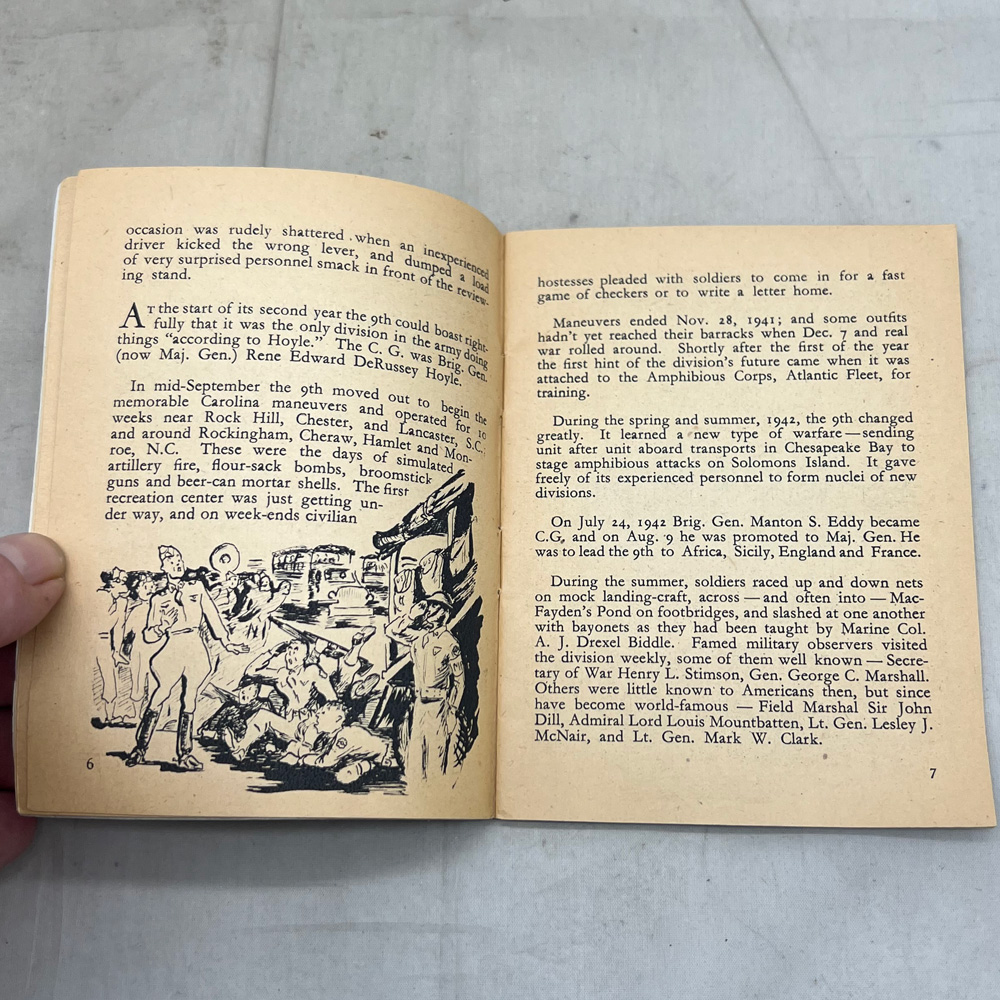 occasion was rudely shattered when an inexperienced
driver kicked the wrong lever, and dumped a load
of very surprised personnel smack in front of the review-
ing stand.
AT the start of its second year the 9th could boast right-
fully that it was the only division in the army doing
things "according to Hoyle." The C. G. was Brig. Gen.
(now Maj. Gen.) Rene Edward DeRussey Hoyle.
In mid-September the 9th moved out to begin the
memorable Carolina maneuvers and operated for 10
weeks near Rock Hill, Chester, and Lancaster, S.C.
and around Rockingham, Cheraw, Hamlet and Mon-
roe, N.C. These were the days of simulated
artillery fire, flour-sack bombs, broomstick
guns and beer-can mortar shells. The first
recreation center was just getting un-
der way, and on week-ends civilian
6
hostesses pleaded with soldiers to come in for a fast
game of checkers or to write a letter home.
Maneuvers ended Nov. 28, 1941; and some outfits
hadn't yet reached their barracks when Dec. 7 and real
war rolled around. Shortly after the first of the year
the first hint of the division's future came when it was
attached to the Amphibious Corps, Atlantic Fleet, for
training.
During the spring and summer, 1942, the 9th changed
greatly. It learned a new type of warfare — sending
unit after unit aboard transports in Chesapeake Bay to
stage amphibious attacks on Solomons Island. It gave
freely of its experienced personnel to form nuclei of new
divisions.
On July 24, 1942 Brig. Gen. Manton S. Eddy became
C.G. and on Aug. 9 he was promoted to Maj. Gen. He
was to lead the 9th to Africa, Sicily, England and France.
During the summer, soldiers raced up and down nets
on mock landing-craft, across — and often into — Mac-
Fayden's Pond on footbridges, and slashed at one another
with bayonets as they had been taught by Marine Col.
A. J. Drexel Biddle. Famed military observers visited
the division weekly, some of them well known — Secre-
tary of War Henry L. Stimson, Gen. George C. Marshall.
Others were little known to Americans then, but since
have become world-famous — Field Marshal Sir John
Dill, Admiral Lord Louis Mountbatten, Lt. Gen. Lesley J.
McNair, and Lt. Gen. Mark W. Clark.
7